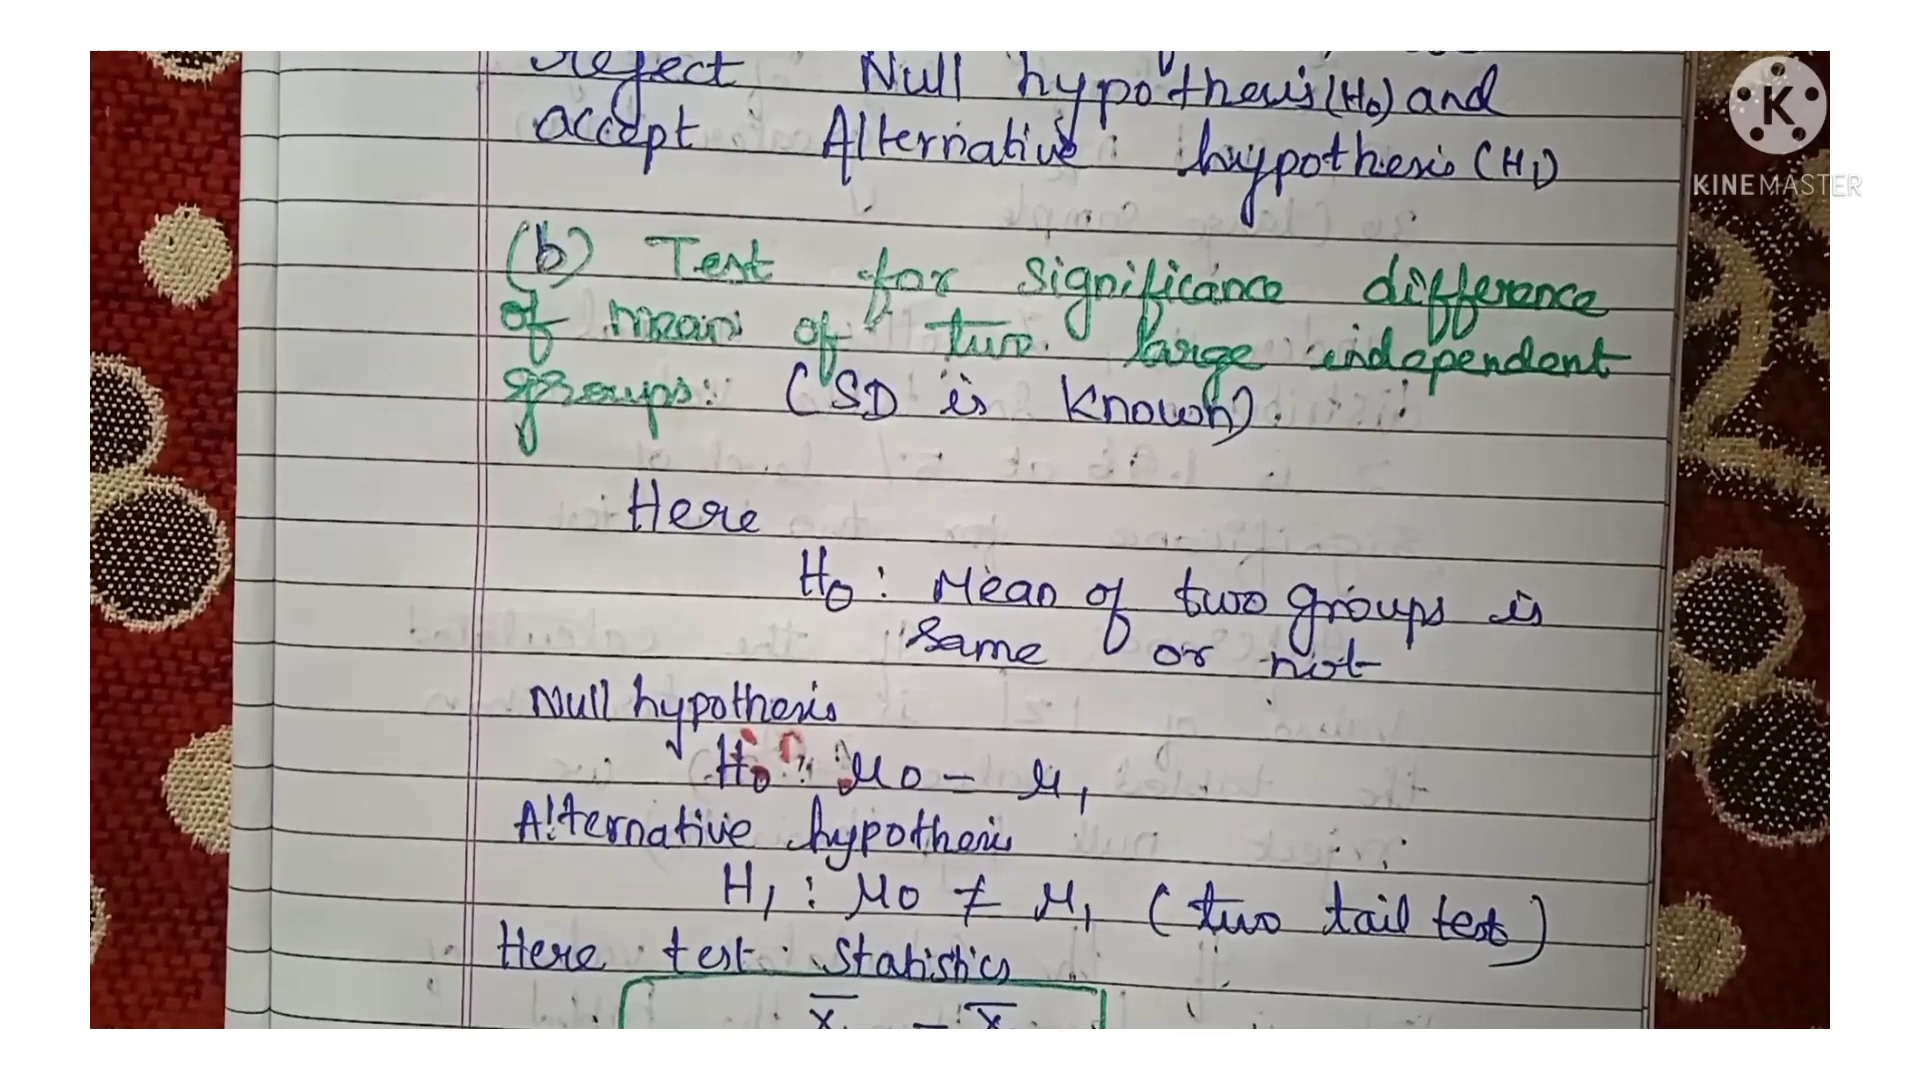 reject Null hypothesis (H0) and
accept Alternative hypothesis (H1)
(b) Test for significance difference
of mean of two large independent
groups: (SD is known).
Here
H0 : Mean of two groups is
same or not
Null hypothesis
H0 : μ0 = μ1
Alternative hypothesis
H1 : μ0 ≠ μ1 (two tail test)
Here test statistics
X̄ - X̄
K
KINEMASTER